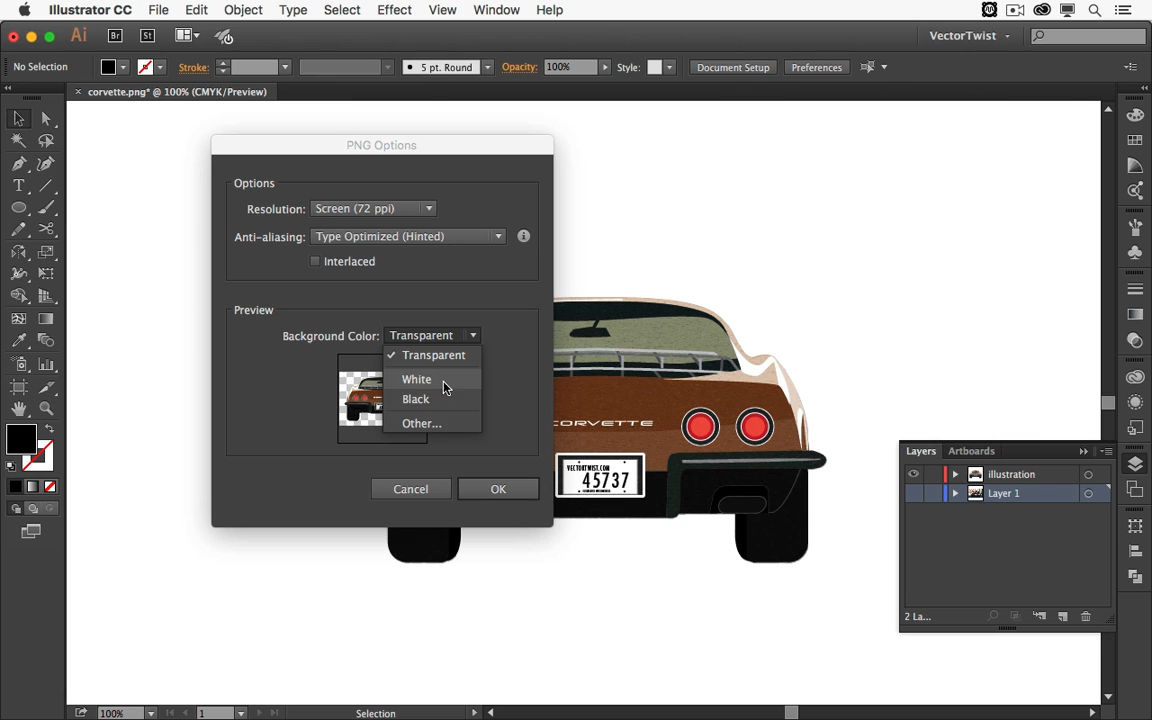 Illustrator CC File Edit Object Type Select Effect View Window Help
Ai Br St VectorTwist
No Selection Stroke: 5 pt. Round Opacity: 100% Style: Document Setup Preferences
× corvette.png* @ 100% (CMYK/Preview)
PNG Options
Options
Resolution: Screen (72 ppi)
Anti-aliasing: Type Optimized (Hinted)
Interlaced
Preview
Background Color: Transparent
✓ Transparent
White
Black
Other...
Cancel OK
CORVETTE
VECTORTWIST.COM
45737
Layers Artboards
illustration
Layer 1
2 La...
100% 1 Selection